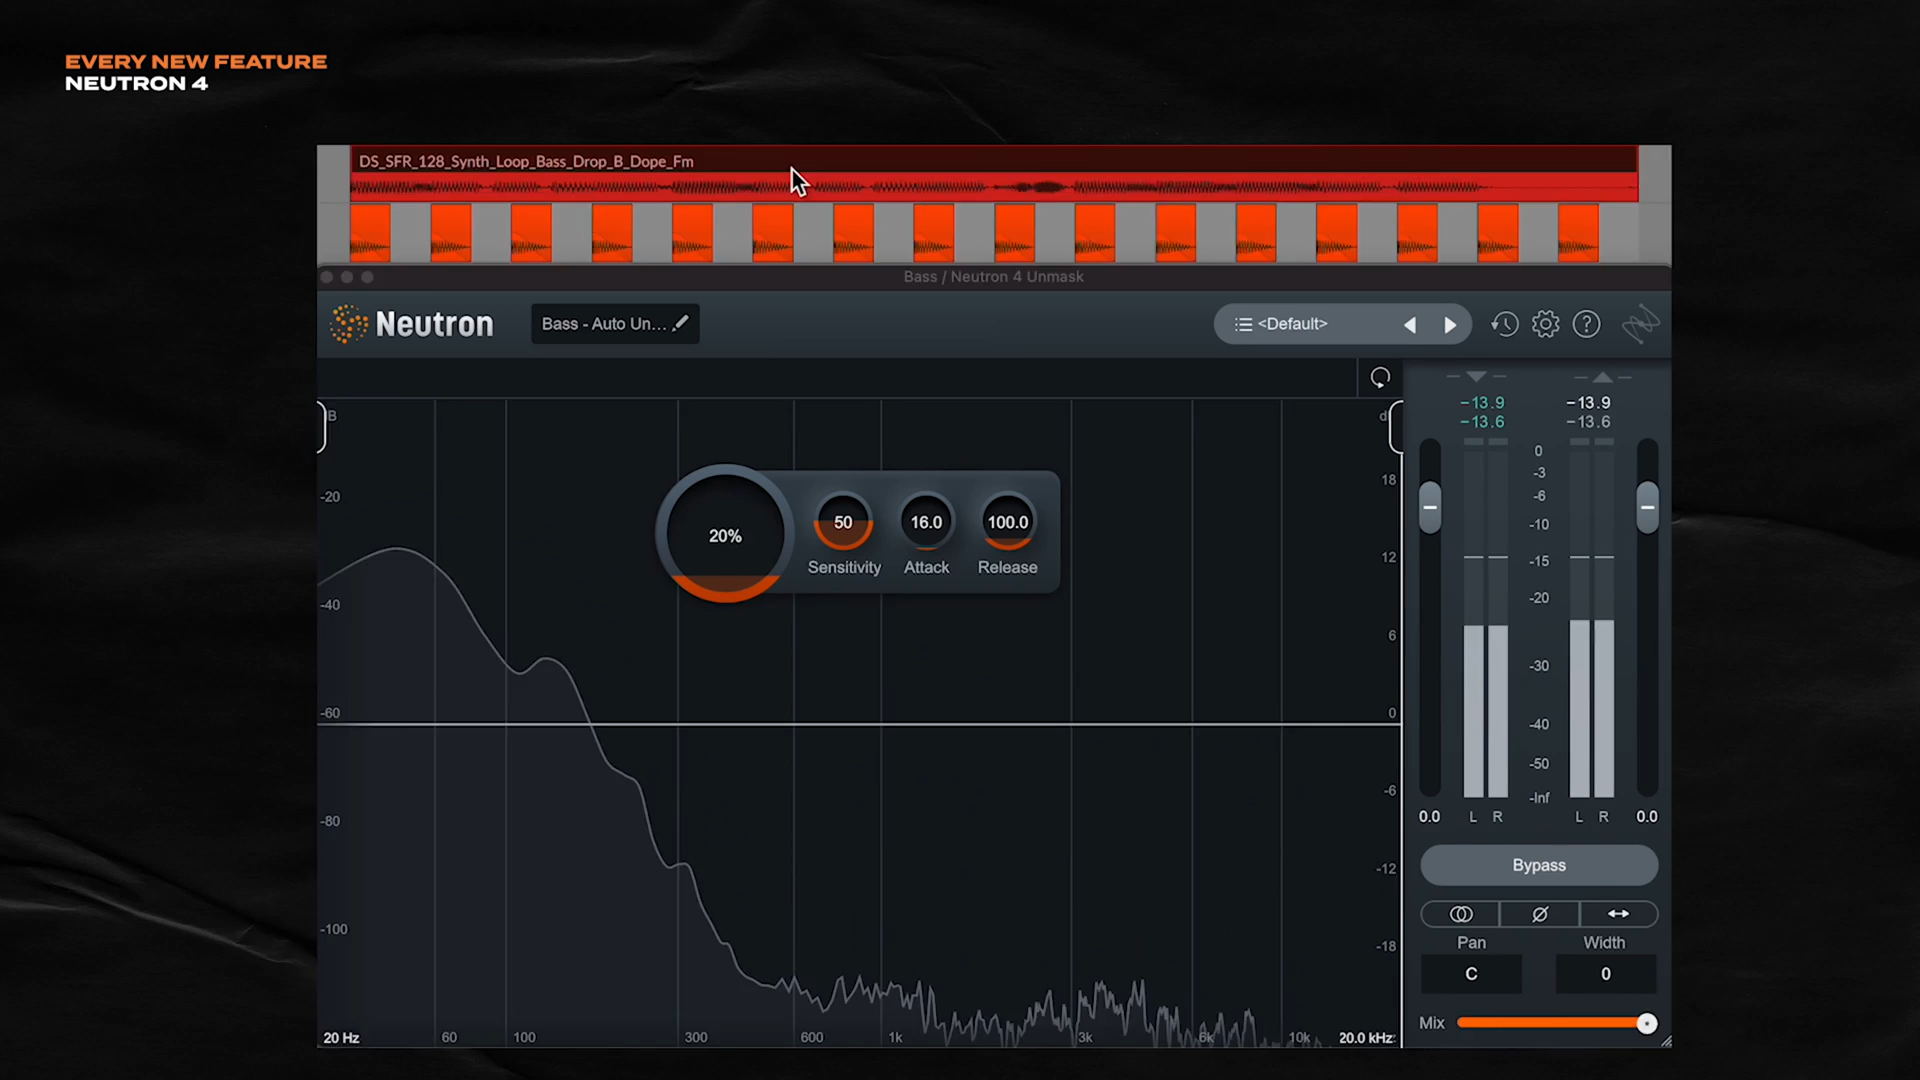 EVERY NEW FEATURE
NEUTRON 4
DS_SFR_128_Synth_Loop_Bass_Drop_B_Dope_Fm
Bass / Neutron 4 Unmask
Neutron
Bass - Auto Un...
<Default>
?
B
-20
-40
-60
-80
-100
20%
50
16.0
100.0
Sensitivity
Attack
Release
d
18
12
6
0
-6
-12
-18
20 Hz
60
100
300
600
1k
3k
6k
10k
20.0 kHz
-13.9
-13.6
-13.9
-13.6
0
-3
-6
-10
-15
-20
-30
-40
-50
-Inf
0.0
L
R
L
R
0.0
Bypass
Pan
Width
C
0
Mix